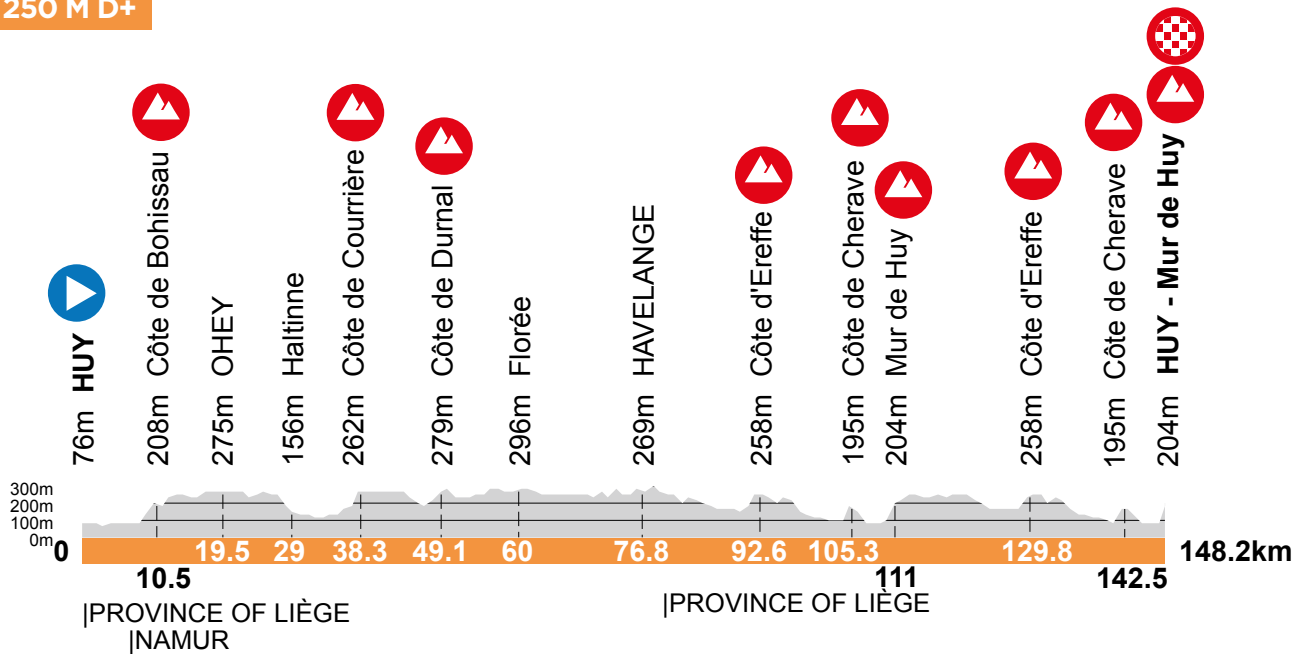 250 M D+
76m HUY
208m Côte de Bohissau
275m OHEY
156m Haltinne
262m Côte de Courrière
279m Côte de Durnal
296m Florée
269m HAVELANGE
258m Côte d'Ereffe
195m Côte de Cherave
204m Mur de Huy
258m Côte d'Ereffe
195m Côte de Cherave
204m HUY - Mur de Huy
300m
200m
100m
0m
0 19.5 29 38.3 49.1 60 76.8 92.6 105.3 129.8 148.2km
10.5 111 142.5
|PROVINCE OF LIÈGE |PROVINCE OF LIÈGE
|NAMUR